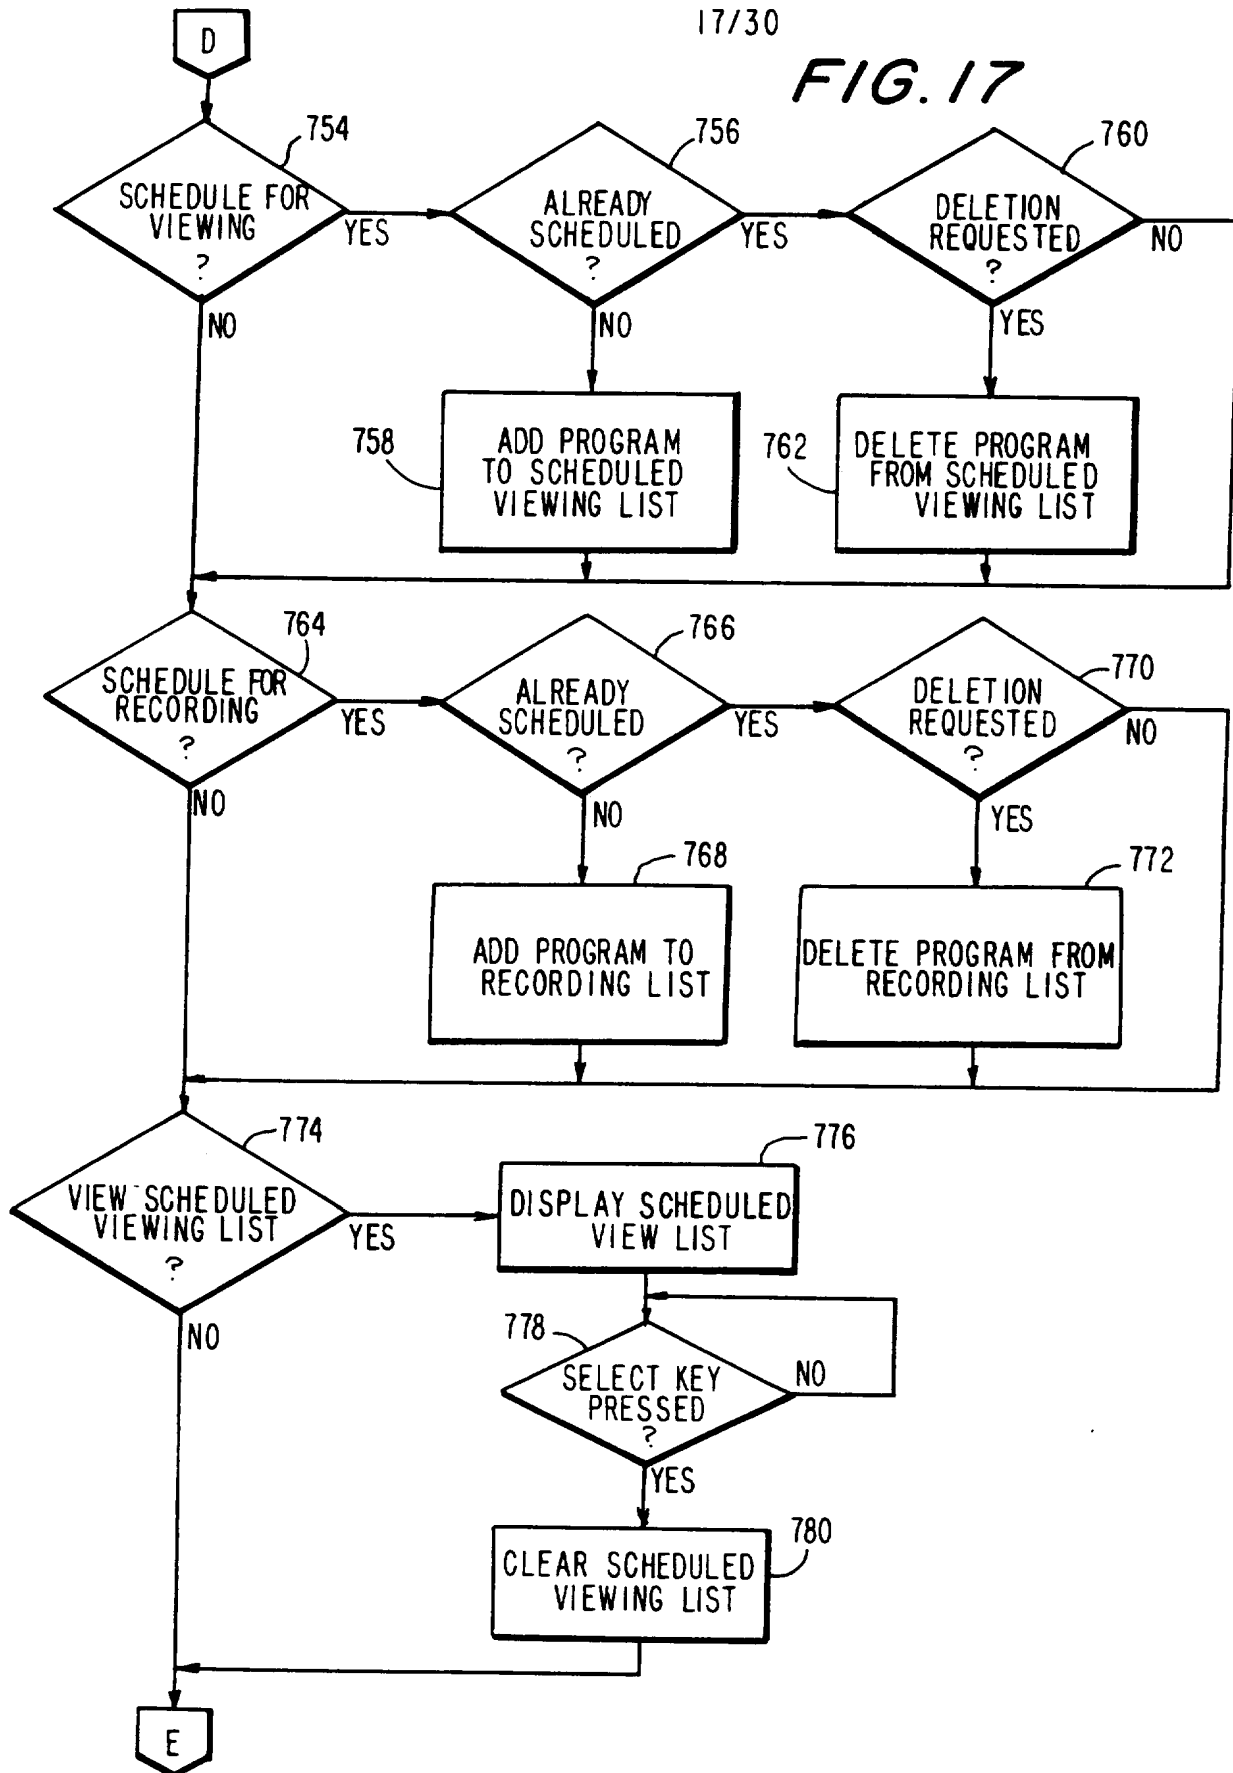 17/30
FIG. 17
D
754
SCHEDULE FOR
VIEWING
?
YES
NO
756
ALREADY
SCHEDULED
?
YES
NO
760
DELETION
REQUESTED
?
NO
YES
758
ADD PROGRAM
TO SCHEDULED
VIEWING LIST
762
DELETE PROGRAM
FROM SCHEDULED
VIEWING LIST
764
SCHEDULE FOR
RECORDING
?
YES
NO
766
ALREADY
SCHEDULED
?
YES
NO
770
DELETION
REQUESTED
?
NO
YES
768
ADD PROGRAM TO
RECORDING LIST
772
DELETE PROGRAM FROM
RECORDING LIST
774
VIEW SCHEDULED
VIEWING LIST
?
YES
NO
776
DISPLAY SCHEDULED
VIEW LIST
778
SELECT KEY
PRESSED
?
NO
YES
780
CLEAR SCHEDULED
VIEWING LIST
E